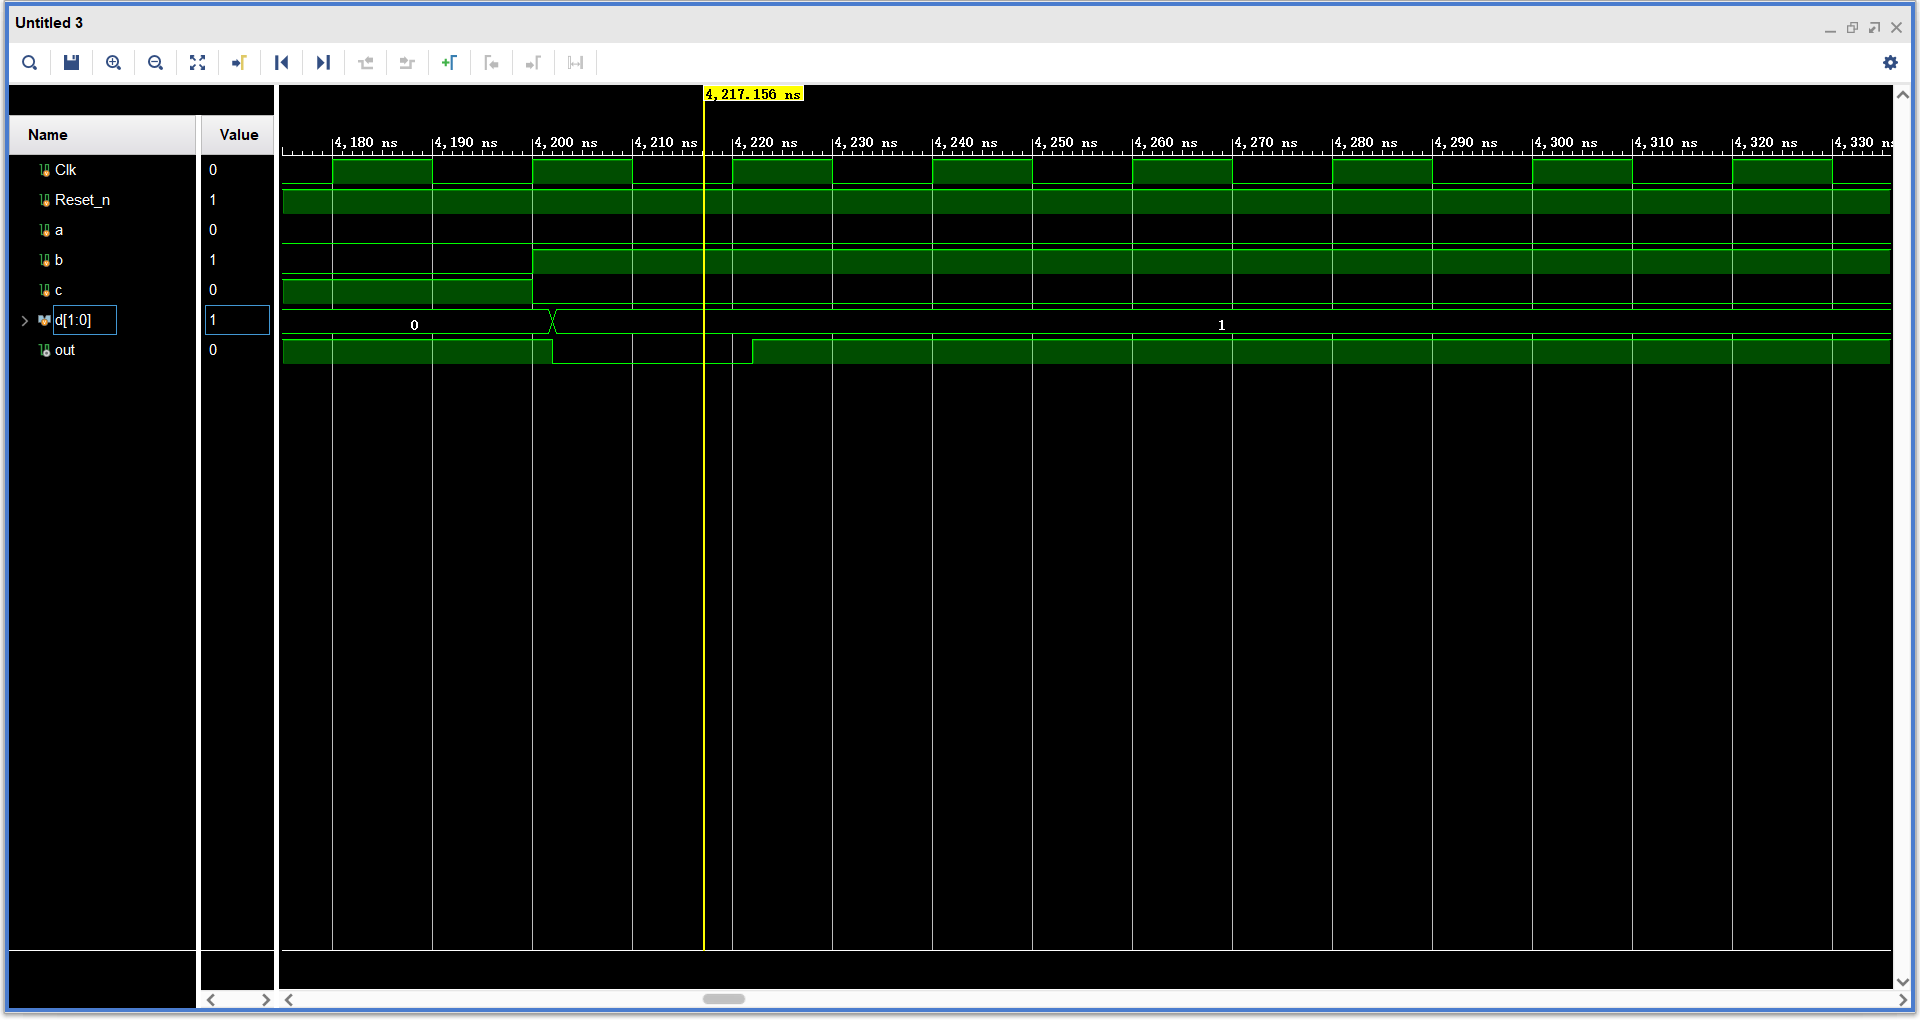 Untitled 3
4,217.156 ns
Name Value
4,180 ns 4,190 ns 4,200 ns 4,210 ns 4,220 ns 4,230 ns 4,240 ns 4,250 ns 4,260 ns 4,270 ns 4,280 ns 4,290 ns 4,300 ns 4,310 ns 4,320 ns 4,330 ns
Clk 0
Reset_n 1
a 0
b 1
c 0
d[1:0] 1 0 1
out 0